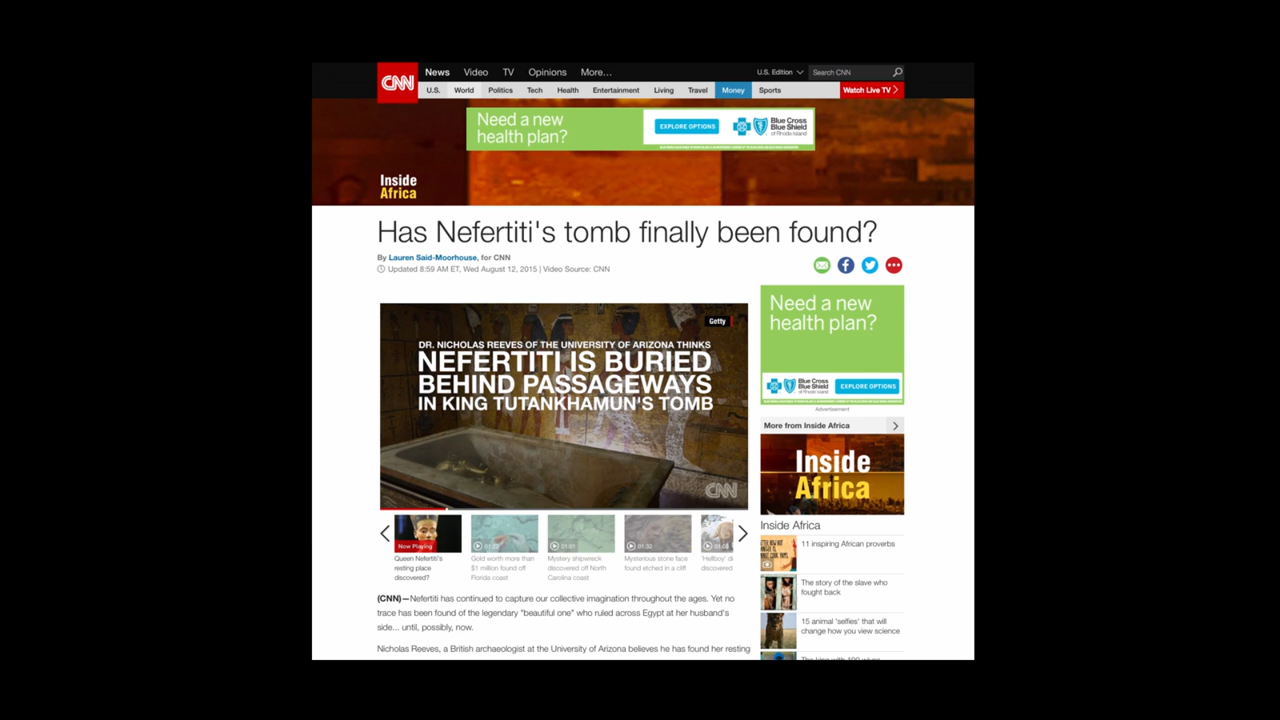 CNN
News Video TV Opinions More...
U.S. Edition
Search CNN
U.S. World Politics Tech Health Entertainment Living Travel Money Sports
Watch Live TV
Need a new
health plan?
EXPLORE OPTIONS
Blue Cross
Blue Shield
of Rhode Island
Inside
Africa
Has Nefertiti's tomb finally been found?
By Lauren Said-Moorhouse, for CNN
Updated 8:59 AM ET, Wed August 12, 2015 | Video Source: CNN
Getty
DR. NICHOLAS REEVES OF THE UNIVERSITY OF ARIZONA THINKS
NEFERTITI IS BURIED
BEHIND PASSAGEWAYS
IN KING TUTANKHAMUN'S TOMB
CNN
Now Playing
Queen Nefertiti's
resting place
discovered?
Gold worth more than
$1 million found off
Florida coast
01:01
Mystery shipwreck
discovered off North
Carolina coast
Mysterious stone face
found etched in a cliff
'Hellboy' di
discovered
(CNN)—Nefertiti has continued to capture our collective imagination throughout the ages. Yet no
trace has been found of the legendary "beautiful one" who ruled across Egypt at her husband's
side... until, possibly, now.
Nicholas Reeves, a British archaeologist at the University of Arizona believes he has found her resting
Need a new
health plan?
Blue Cross
Blue Shield
of Rhode Island
EXPLORE OPTIONS
Advertisement
More from Inside Africa
Inside
Africa
Inside Africa
11 inspiring African proverbs
The story of the slave who
fought back
15 animal 'selfies' that will
change how you view science